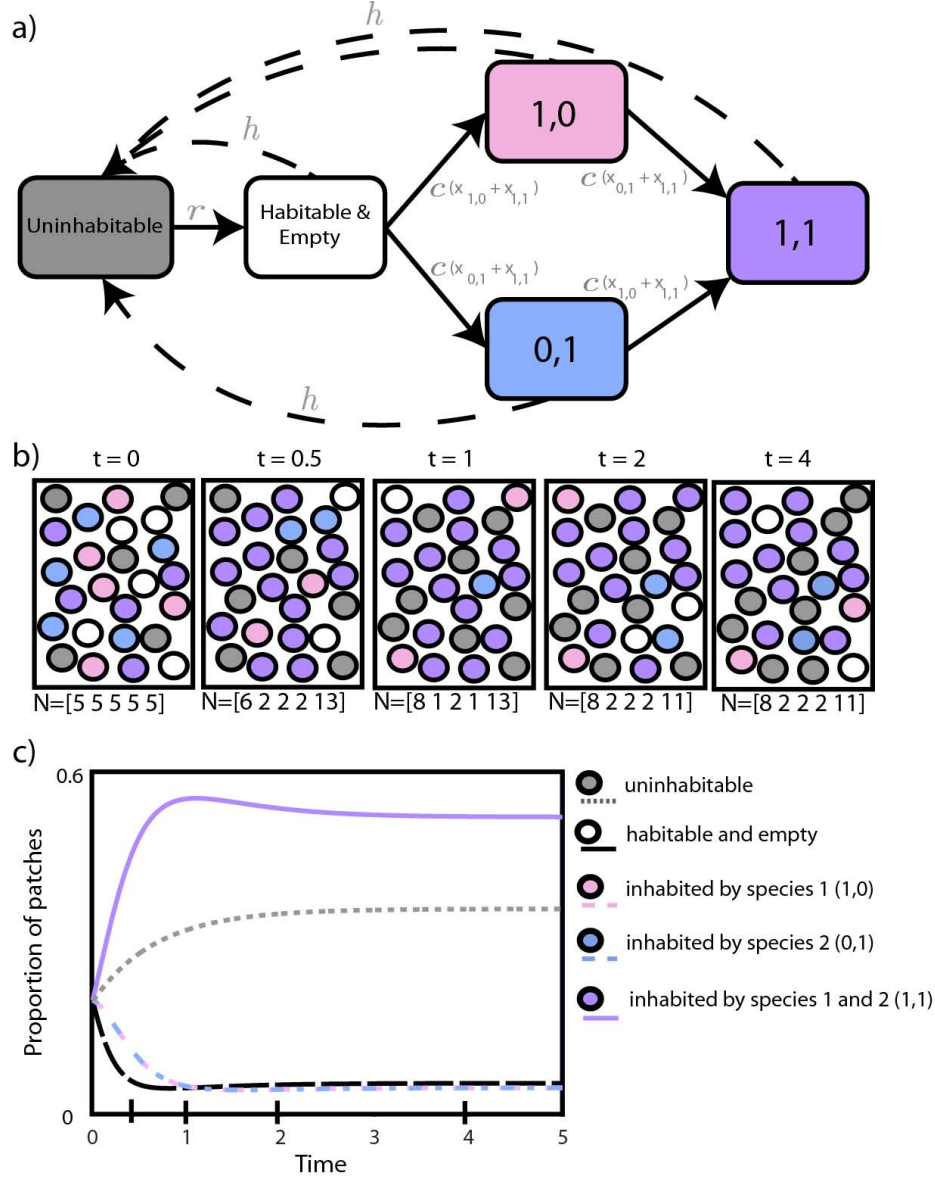 a)
h
h
1,0
c(x1,0 + x1,1)
c(x0,1 + x1,1)
Uninhabitable
r
Habitable &
Empty
1,1
c(x0,1 + x1,1)
c(x1,0 + x1,1)
0,1
h
b)
t = 0
t = 0.5
t = 1
t = 2
t = 4
N=[5 5 5 5 5]
N=[6 2 2 2 13]
N=[8 1 2 1 13]
N=[8 2 2 2 11]
N=[8 2 2 2 11]
c)
0.6
Proportion of patches
0
0
1
2
3
4
5
Time
uninhabitable
habitable and empty
inhabited by species 1 (1,0)
inhabited by species 2 (0,1)
inhabited by species 1 and 2 (1,1)